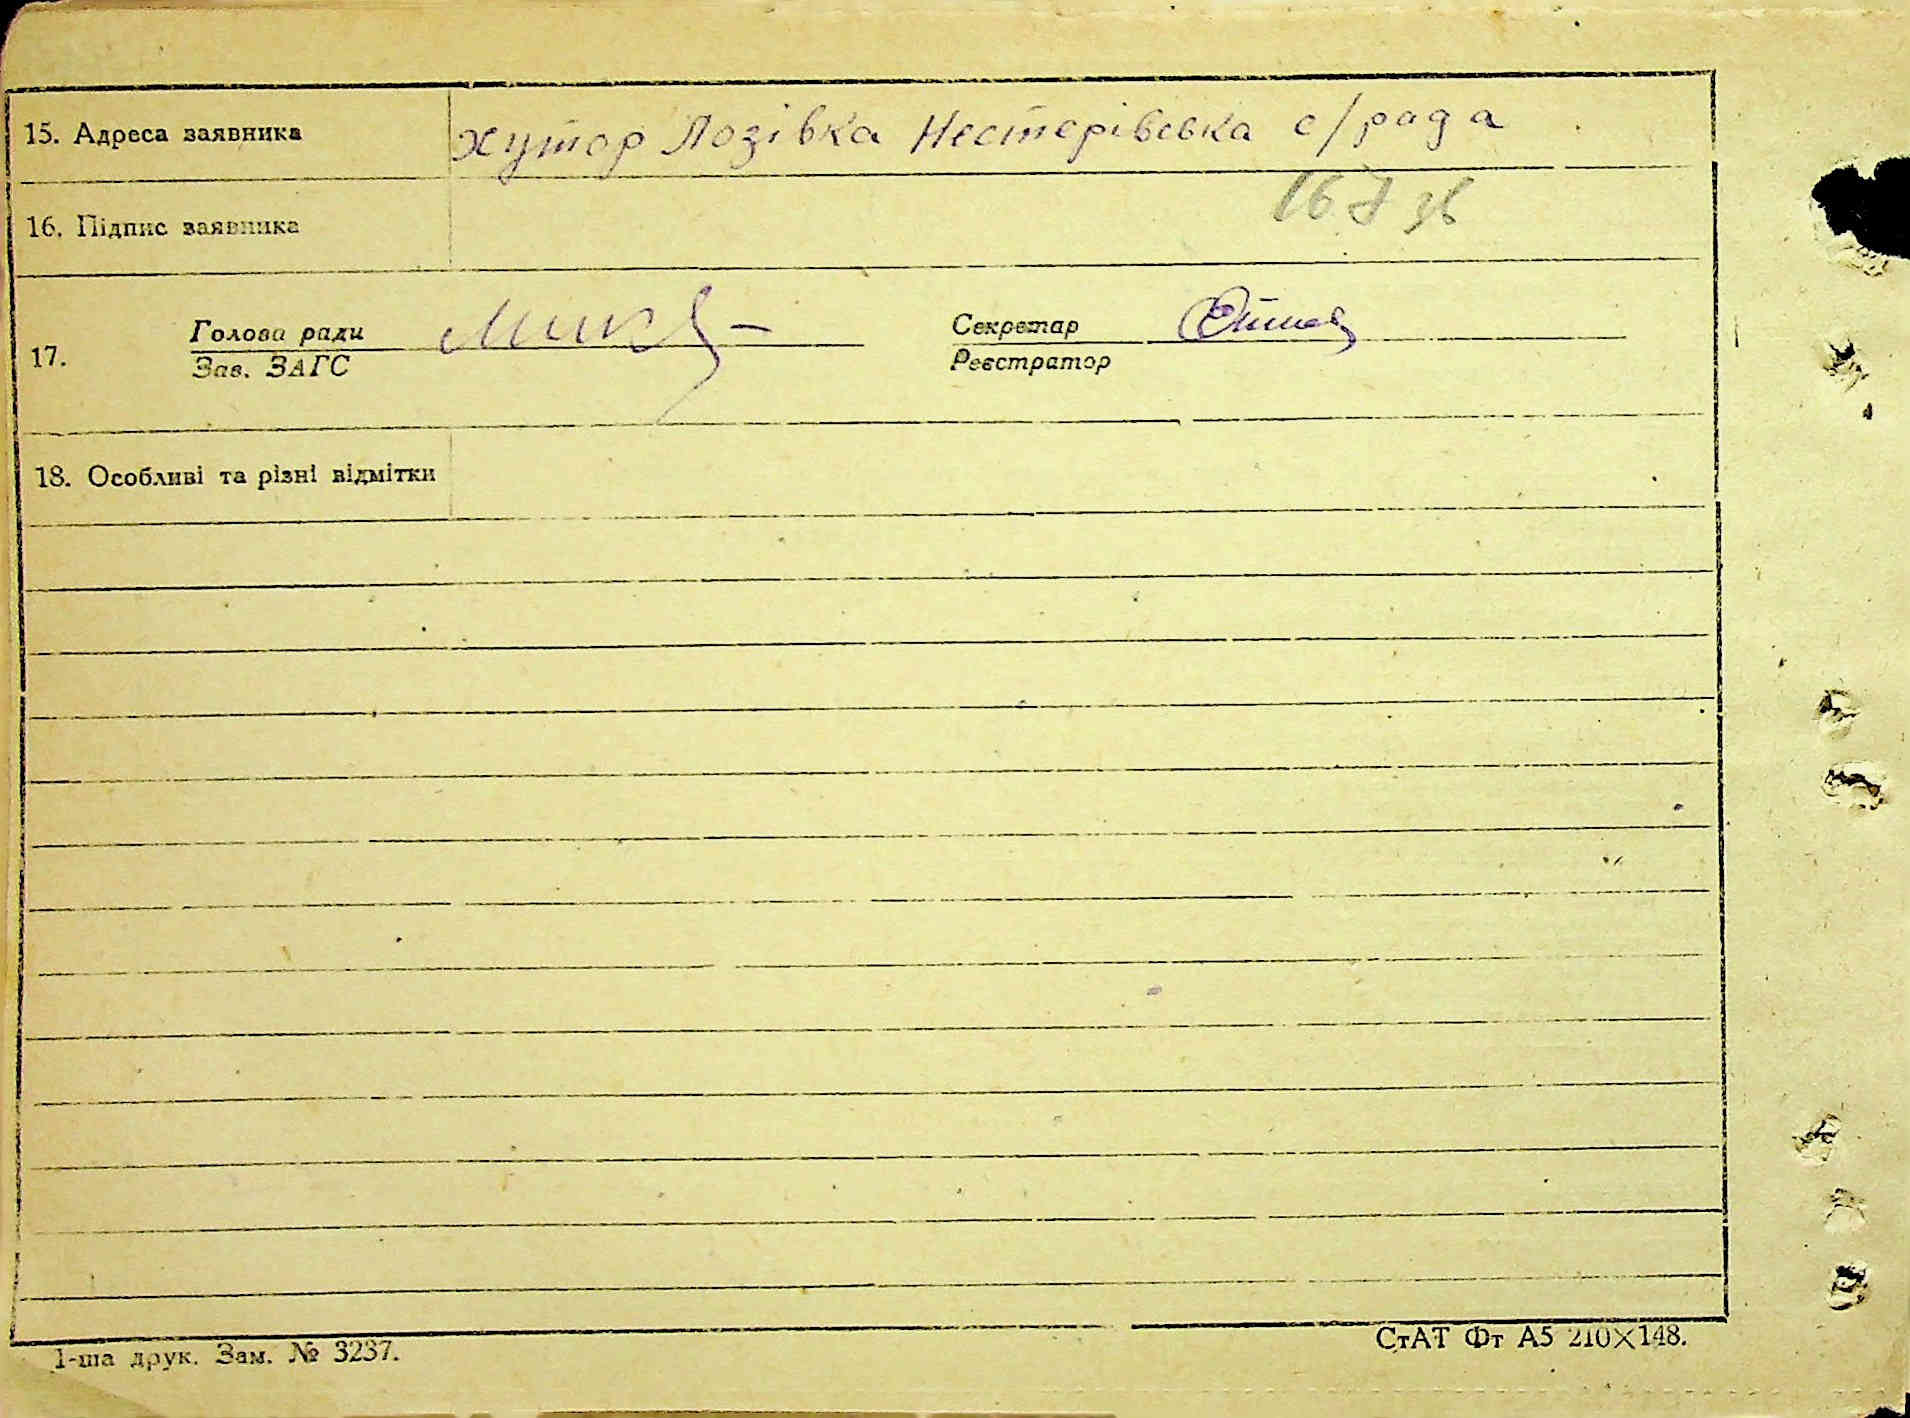 15. Адреса заявника хутор Лозівка Нестерівська с/рада
16. Підпис заявника
17. Голова ради Секретар
Зав. ЗАГС Реєстратор
18. Особливі та різні відмітки
1-ша друк. Зам. № 3237. СтАТ Фт А5 210×148.